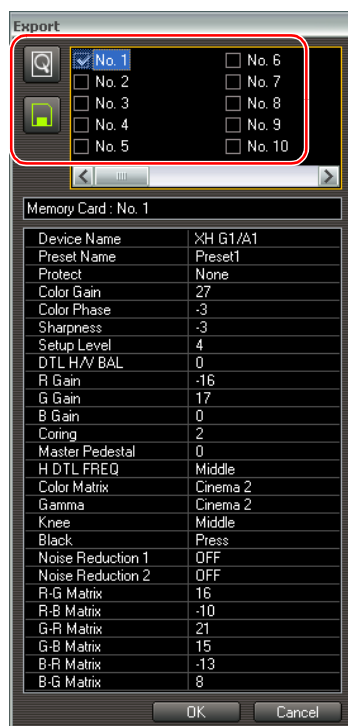 Export
No. 1 No. 6
No. 2 No. 7
No. 3 No. 8
No. 4 No. 9
No. 5 No. 10
Memory Card : No. 1
Device Name XH G1/A1
Preset Name Preset1
Protect None
Color Gain 27
Color Phase -3
Sharpness -3
Setup Level 4
DTL H/V BAL 0
R Gain -16
G Gain 17
B Gain 0
Coring 2
Master Pedestal 0
H DTL FREQ Middle
Color Matrix Cinema 2
Gamma Cinema 2
Knee Middle
Black Press
Noise Reduction 1 OFF
Noise Reduction 2 OFF
R-G Matrix 16
R-B Matrix -10
G-R Matrix 21
G-B Matrix 15
B-R Matrix -13
B-G Matrix 8
OK Cancel